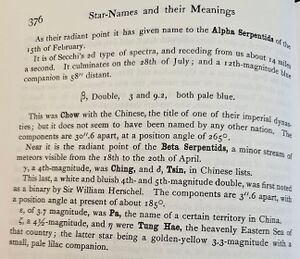 376 Star-Names and their Meanings
As their radiant point it has given name to the Alpha Serpentids of the
15th of February.
It is of Secchi's 2d type of spectra, and receding from us about 14 miles
a second. It culminates on the 28th of July; and a 12th-magnitude blue
companion is 58" distant.
β, Double, 3 and 9.2, both pale blue.
This was Chow with the Chinese, the title of one of their imperial dynas-
ties; but it does not seem to have been named by any other nation. The
components are 30".6 apart, at a position angle of 265°.
Near it is the radiant point of the Beta Serpentids, a minor stream of
meteors visible from the 18th to the 20th of April.
γ, a 4th-magnitude, was Ching, and δ, Tsin, in Chinese lists.
This last, a white and bluish 4th- and 5th-magnitude double, was first noted
as a binary by Sir William Herschel. The components are 3".6 apart, with
a position angle at present of about 185°.
ε, of 3.7 magnitude, was Pa, the name of a certain territory in China.
ζ, a 4½-magnitude, and η were Tung Hae, the heavenly Eastern Sea of
that country; the latter star being a golden-yellow 3.3-magnitude with a
small, pale lilac companion.